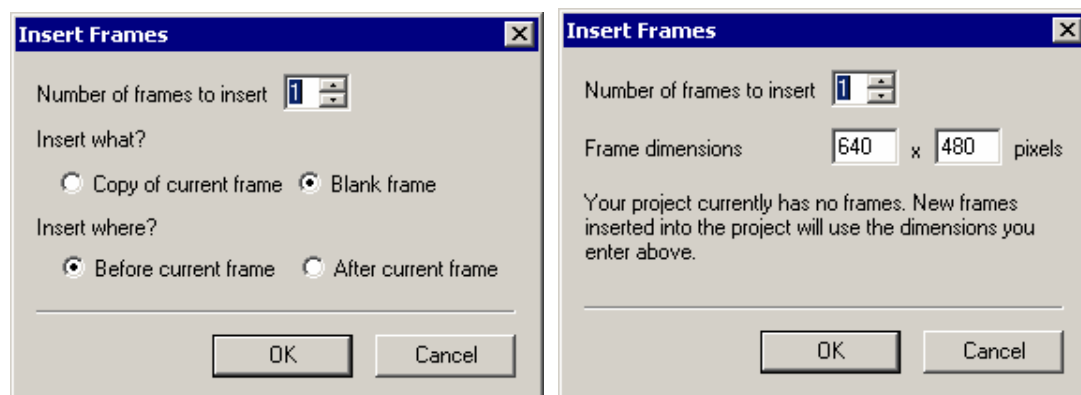 Insert Frames
Number of frames to insert 1
Insert what?
Copy of current frame Blank frame
Insert where?
Before current frame After current frame
OK Cancel
Insert Frames
Number of frames to insert 1
Frame dimensions 640 x 480 pixels
Your project currently has no frames. New frames
inserted into the project will use the dimensions you
enter above.
OK Cancel